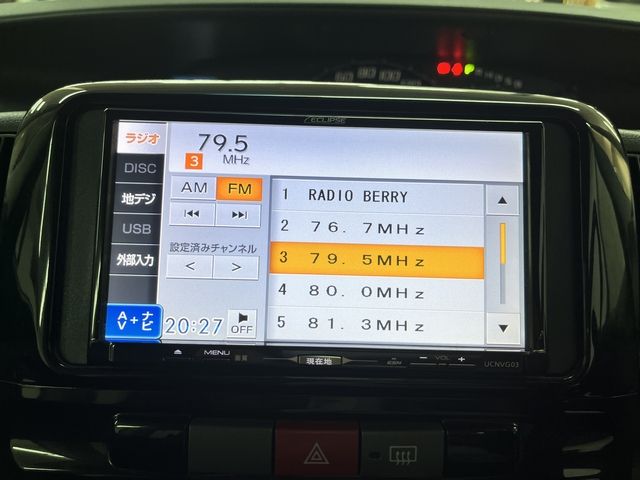 ECLIPSE
ラジオ
79.5
3
MHz
DISC
AM
FM
地デジ
USB
設定済みチャンネル
外部入力
<
>
AV+ナビ
20:27
OFF
1 RADIO BERRY
2 76.7MHz
3 79.5MHz
4 80.0MHz
5 81.3MHz
MENU
現在地
VOL
UCNVG03